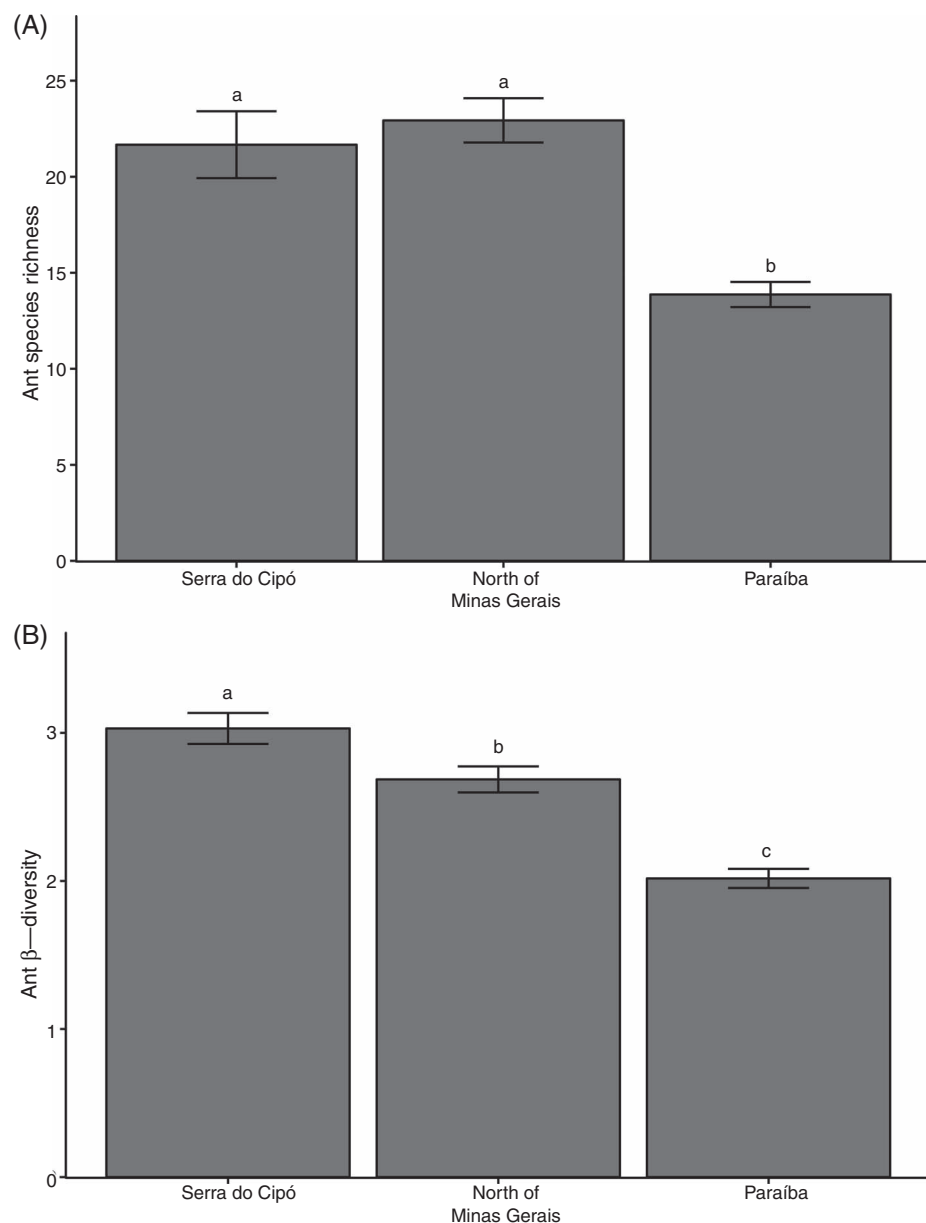 (A)
25
20
15
10
5
0
Ant species richness
a
a
b
Serra do Cipó
North of
Minas Gerais
Paraíba
(B)
3
2
1
0
Ant β—diversity
a
b
c
Serra do Cipó
North of
Minas Gerais
Paraíba